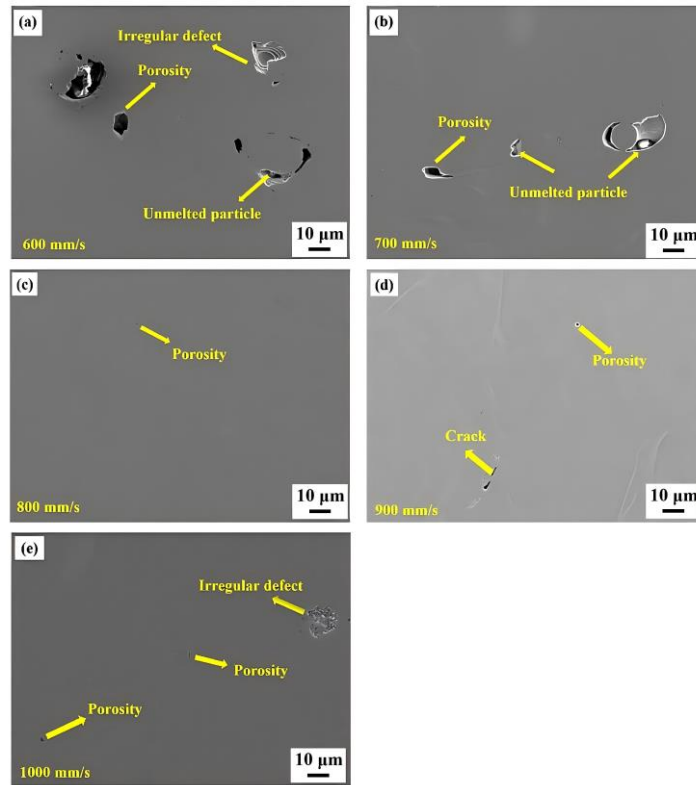 (a)
Irregular defect
Porosity
Unmelted particle
600 mm/s
10 μm
(b)
Porosity
Unmelted particle
700 mm/s
10 μm
(c)
Porosity
800 mm/s
10 μm
(d)
Porosity
Crack
900 mm/s
10 μm
(e)
Irregular defect
Porosity
Porosity
1000 mm/s
10 μm